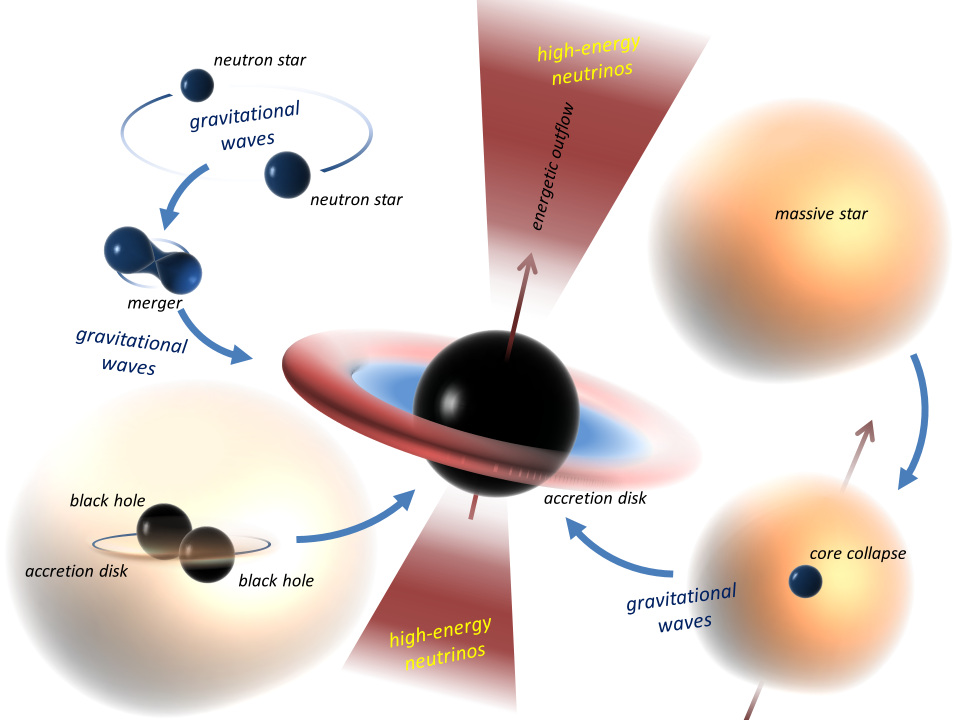 neutron star
gravitational
waves
neutron star
merger
gravitational
waves
high-energy
neutrinos
energetic outflow
massive star
accretion disk
black hole
accretion disk
black hole
core collapse
gravitational
waves
high-energy
neutrinos